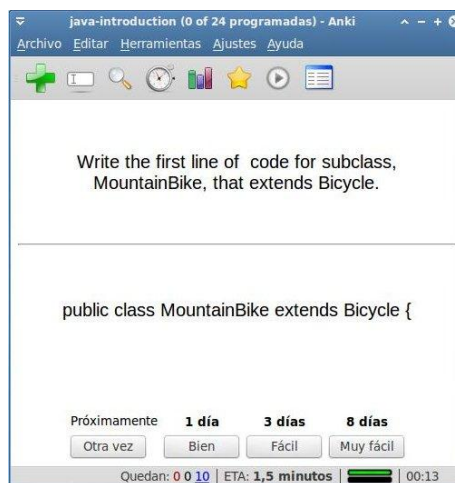 java-introduction (0 of 24 programadas) - Anki
Archivo Editar Herramientas Ajustes Ayuda
Write the first line of code for subclass,
MountainBike, that extends Bicycle.
public class MountainBike extends Bicycle {
Próximamente 1 día 3 días 8 días
Otra vez Bien Fácil Muy fácil
Quedan: 0 0 10 | ETA: 1,5 minutos | 00:13